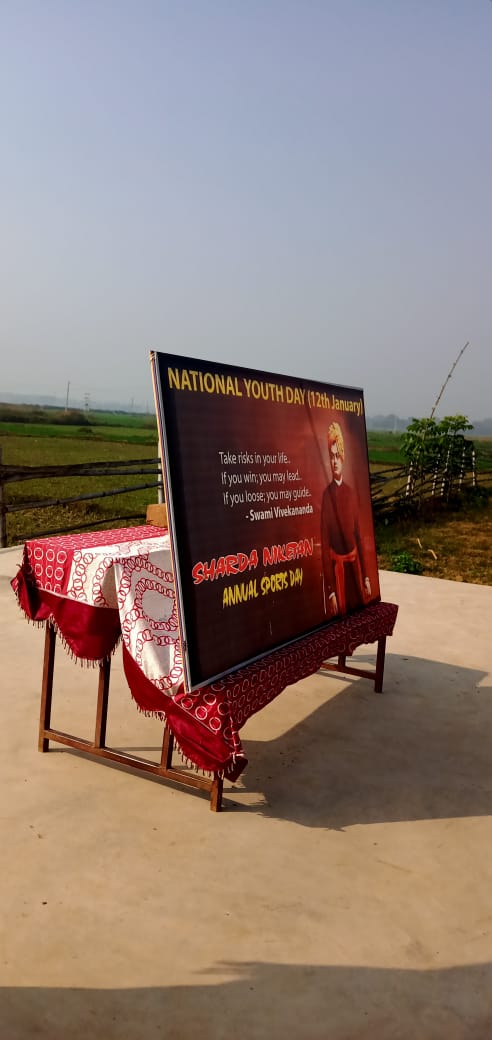 NATIONAL YOUTH DAY (12th January)
Take risks in your life..
If you win; you may lead..
If you loose; you may guide..
- Swami Vivekananda
SHARDA NIKETAN
ANNUAL SPORTS DAY